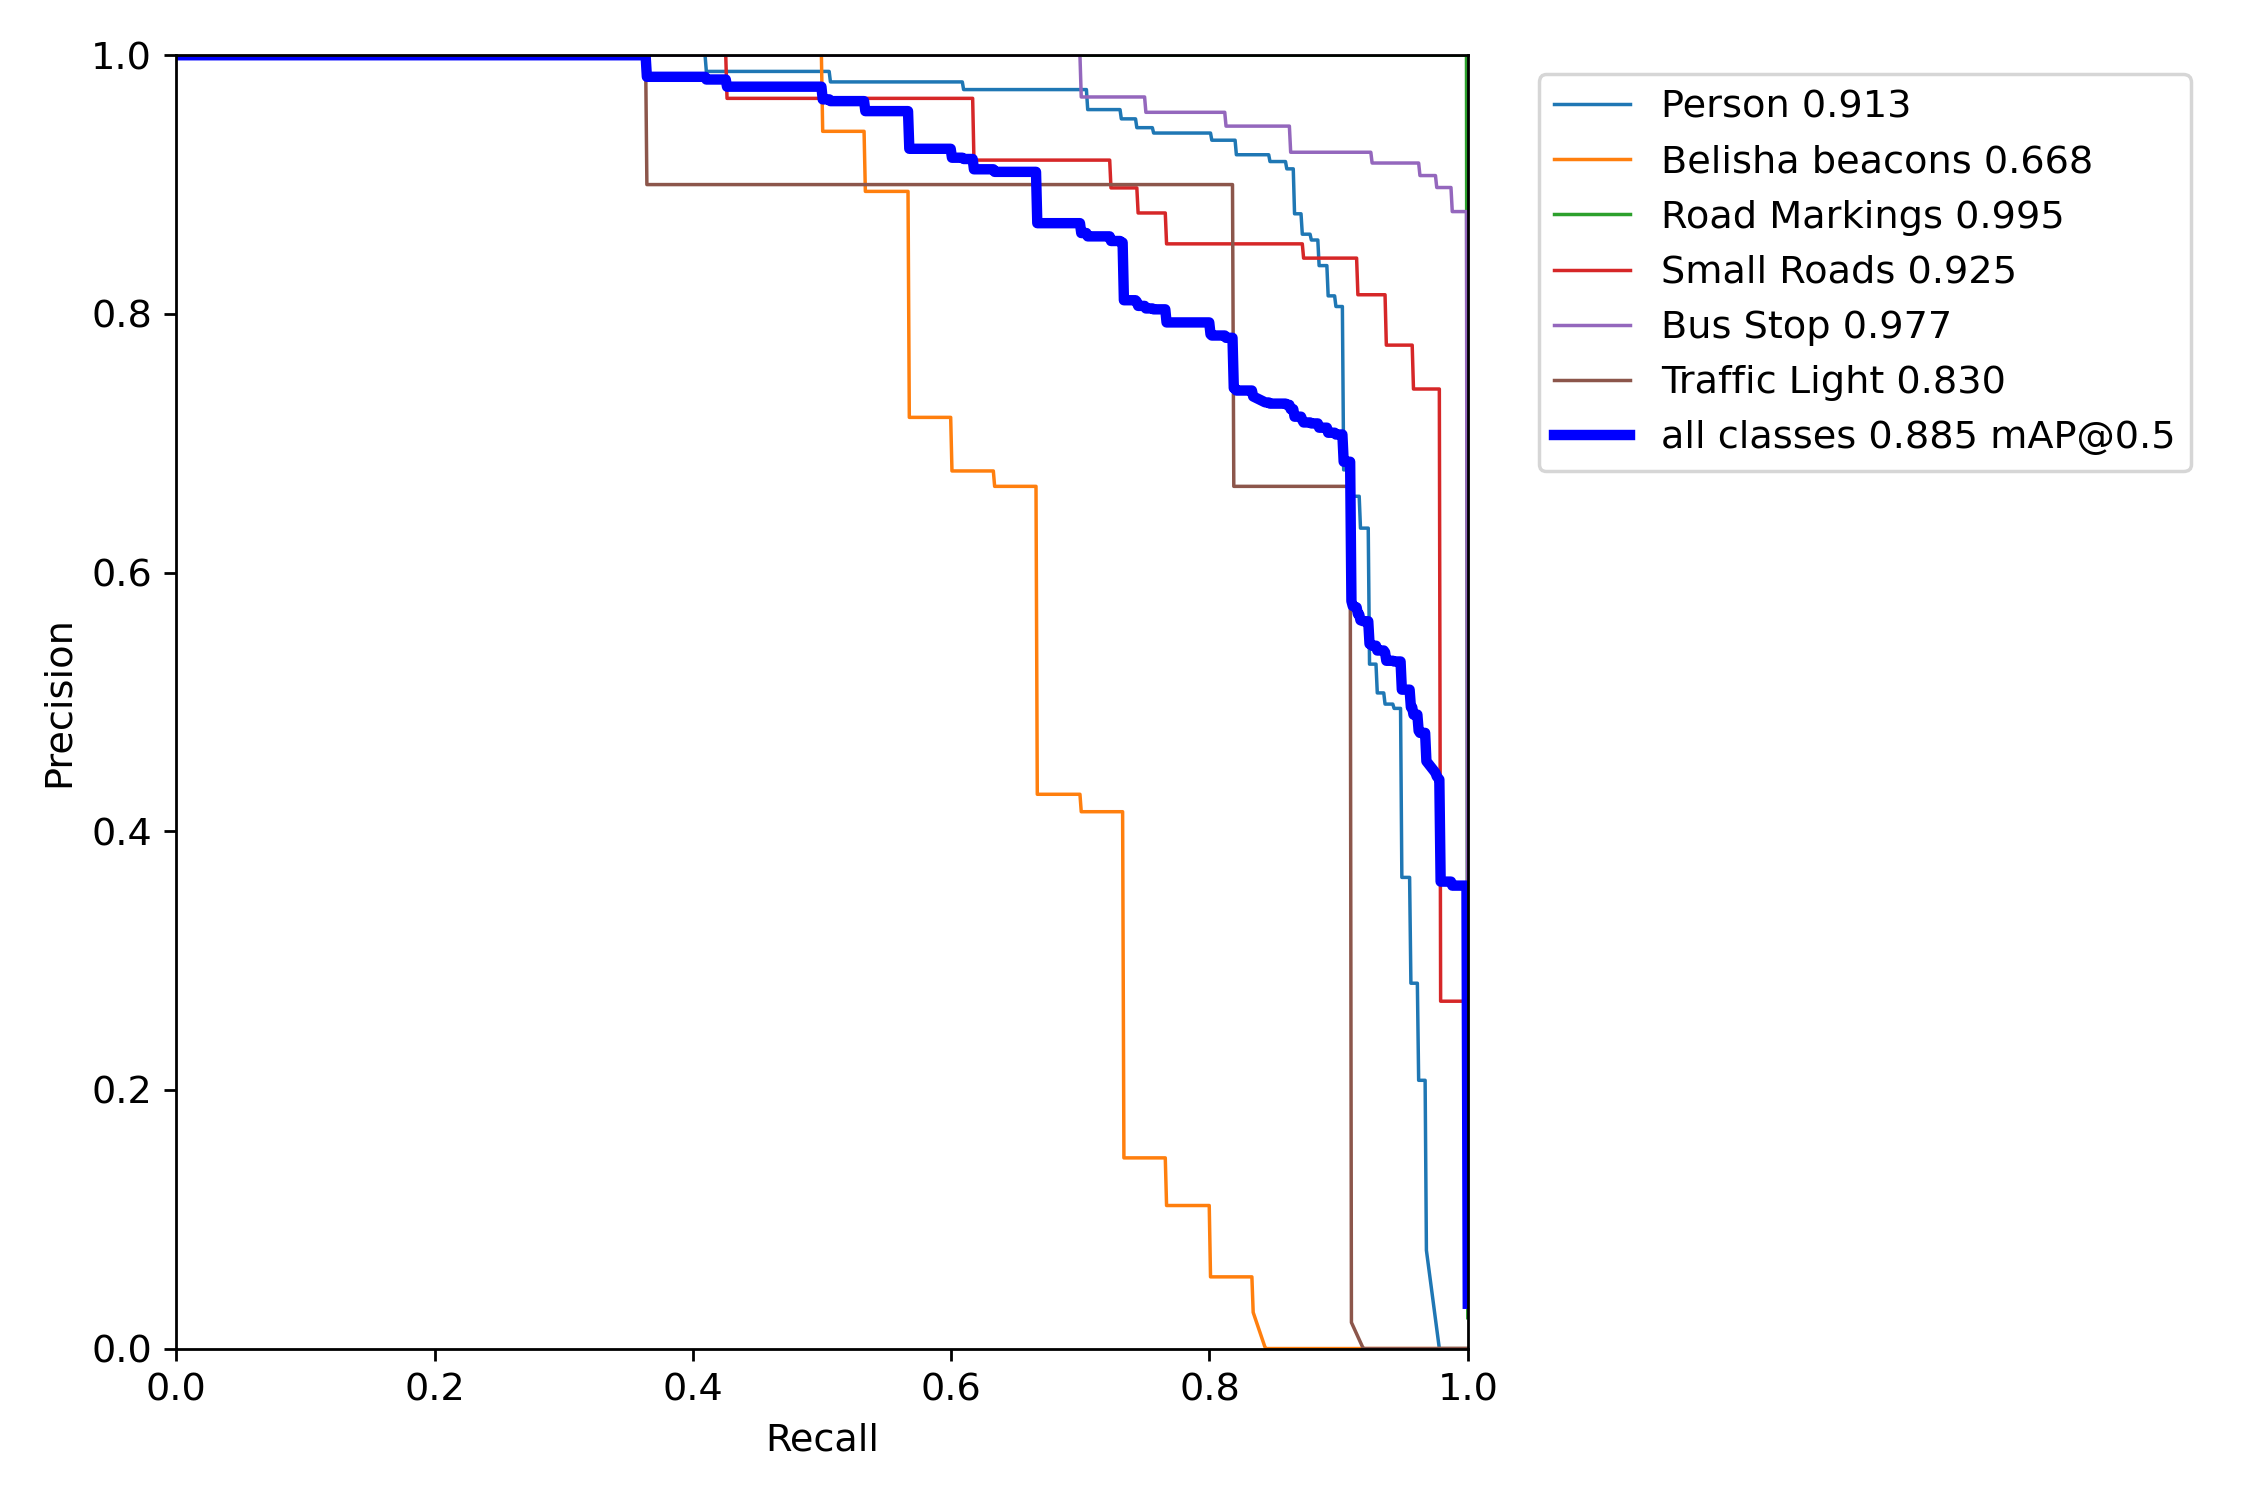 1.0
0.8
0.6
0.4
0.2
0.0
Precision
0.0 0.2 0.4 0.6 0.8 1.0
Recall
Person 0.913
Belisha beacons 0.668
Road Markings 0.995
Small Roads 0.925
Bus Stop 0.977
Traffic Light 0.830
all classes 0.885 mAP@0.5